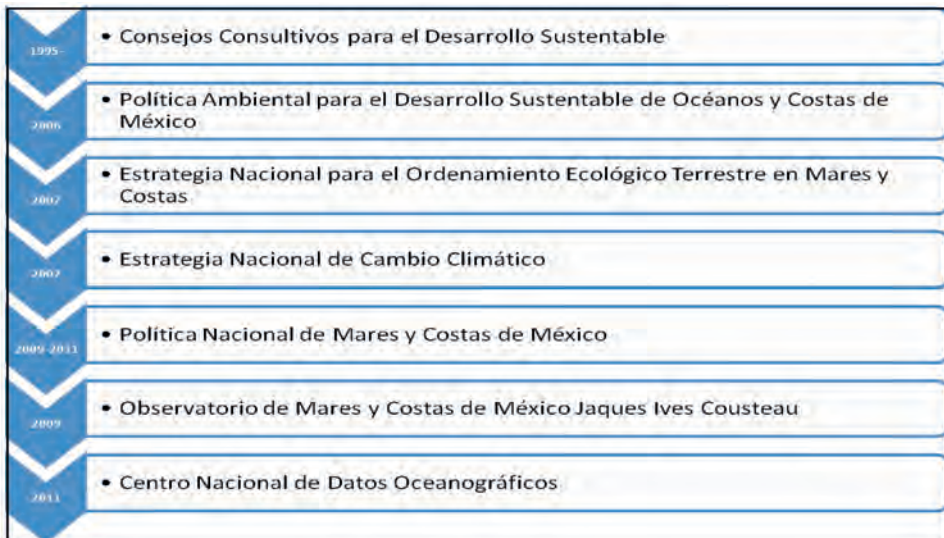 1995-
• Consejos Consultivos para el Desarrollo Sustentable
2006
• Política Ambiental para el Desarrollo Sustentable de Océanos y Costas de
México
2007
• Estrategia Nacional para el Ordenamiento Ecológico Terrestre en Mares y
Costas
2007
• Estrategia Nacional de Cambio Climático
2009-2011
• Política Nacional de Mares y Costas de México
2009
• Observatorio de Mares y Costas de México Jaques Ives Cousteau
2011
• Centro Nacional de Datos Oceanográficos